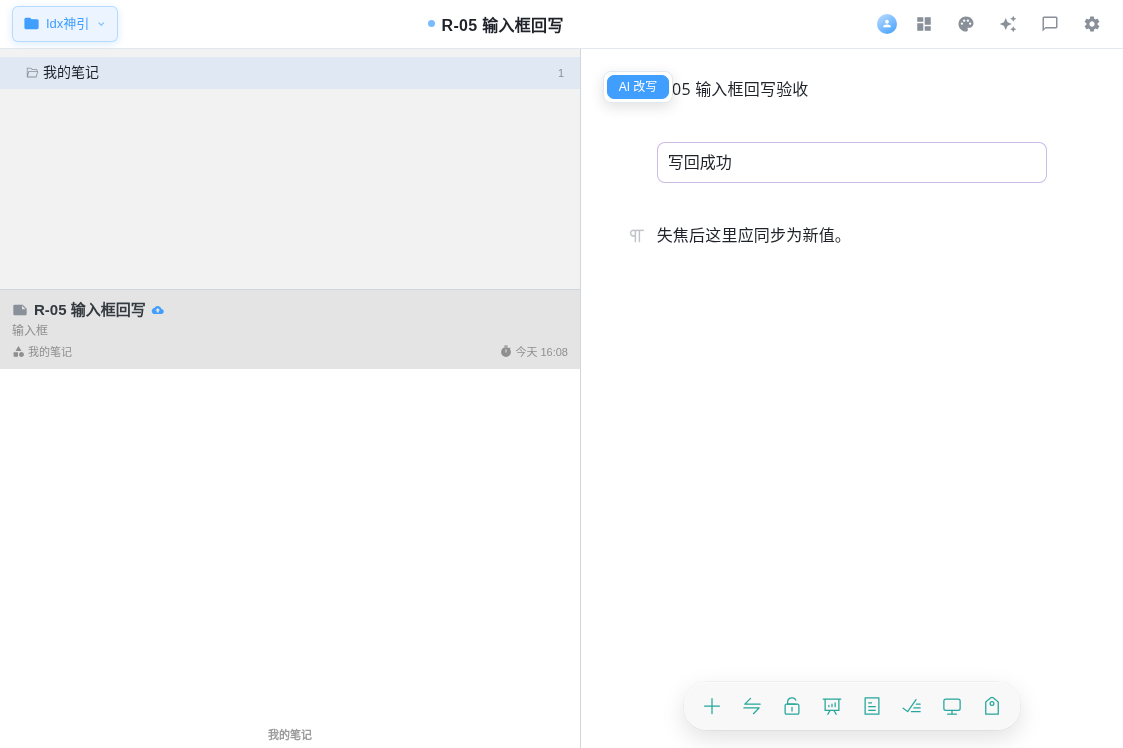 Idx神引
R-05 输入框回写
我的笔记
1
R-05 输入框回写
输入框
我的笔记
今天 16:08
我的笔记
AI 改写
05 输入框回写验收
写回成功
失焦后这里应同步为新值。